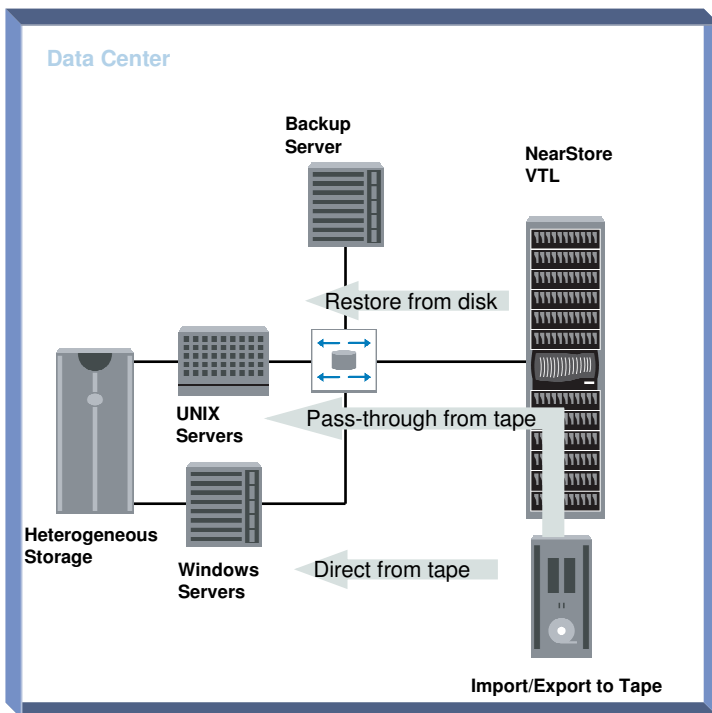 Data Center
Backup
Server
NearStore
VTL
Restore from disk
UNIX
Servers
Pass-through from tape
Heterogeneous
Storage
Windows
Servers
Direct from tape
Import/Export to Tape